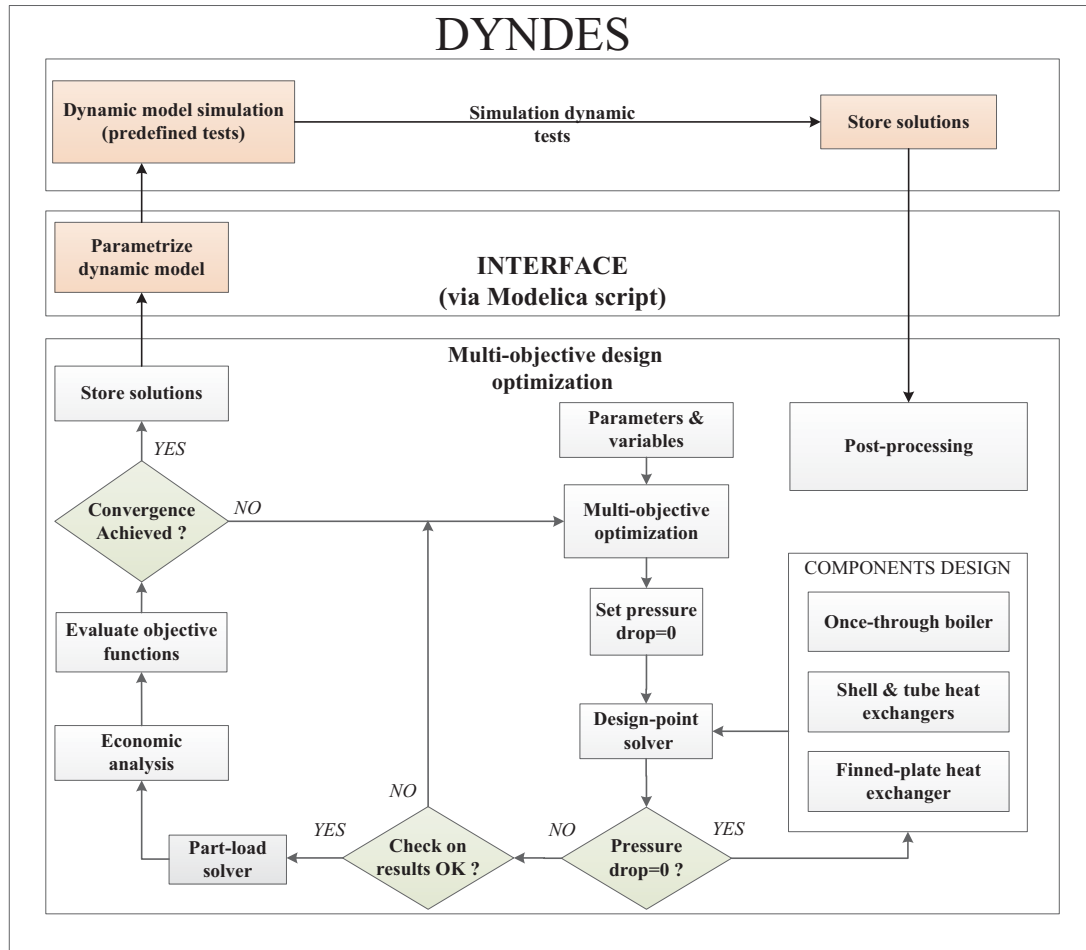 DYNDES
Dynamic model simulation
(predefined tests)
Simulation dynamic
tests
Store solutions
Parametrize
dynamic model
INTERFACE
(via Modelica script)
Multi-objective design
optimization
Store solutions
Parameters &
variables
Post-processing
YES
Convergence
Achieved ?
NO
Multi-objective
optimization
COMPONENTS DESIGN
Set pressure
drop=0
Once-through boiler
Evaluate objective
functions
Shell & tube heat
exchangers
Design-point
solver
Economic
analysis
Finned-plate heat
exchanger
NO
YES
NO
YES
Part-load
solver
Check on
results OK ?
Pressure
drop=0 ?